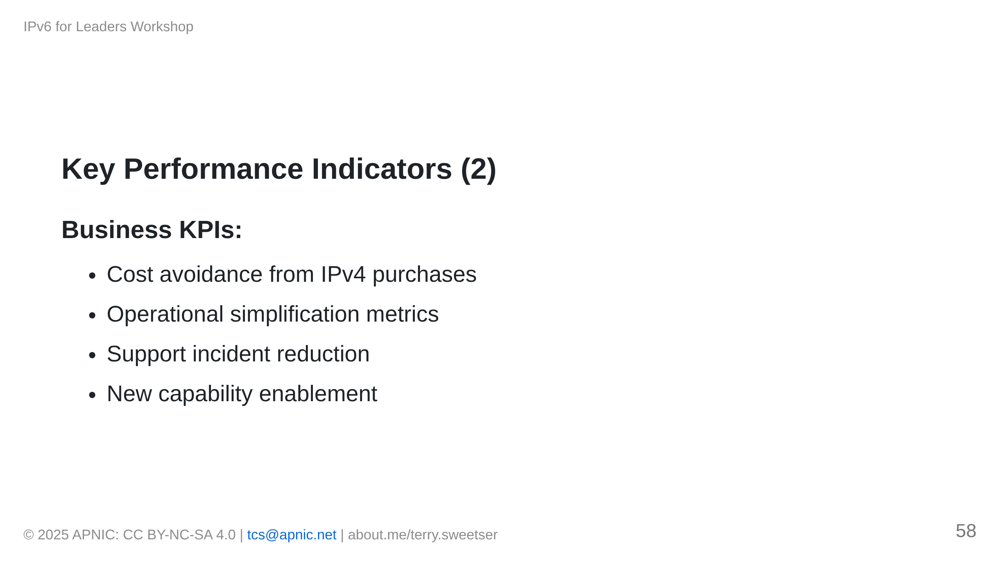 IPv6 for Leaders Workshop
Key Performance Indicators (2)
Business KPIs:
• Cost avoidance from IPv4 purchases
• Operational simplification metrics
• Support incident reduction
• New capability enablement
© 2025 APNIC: CC BY-NC-SA 4.0 | tcs@apnic.net | about.me/terry.sweetser
58